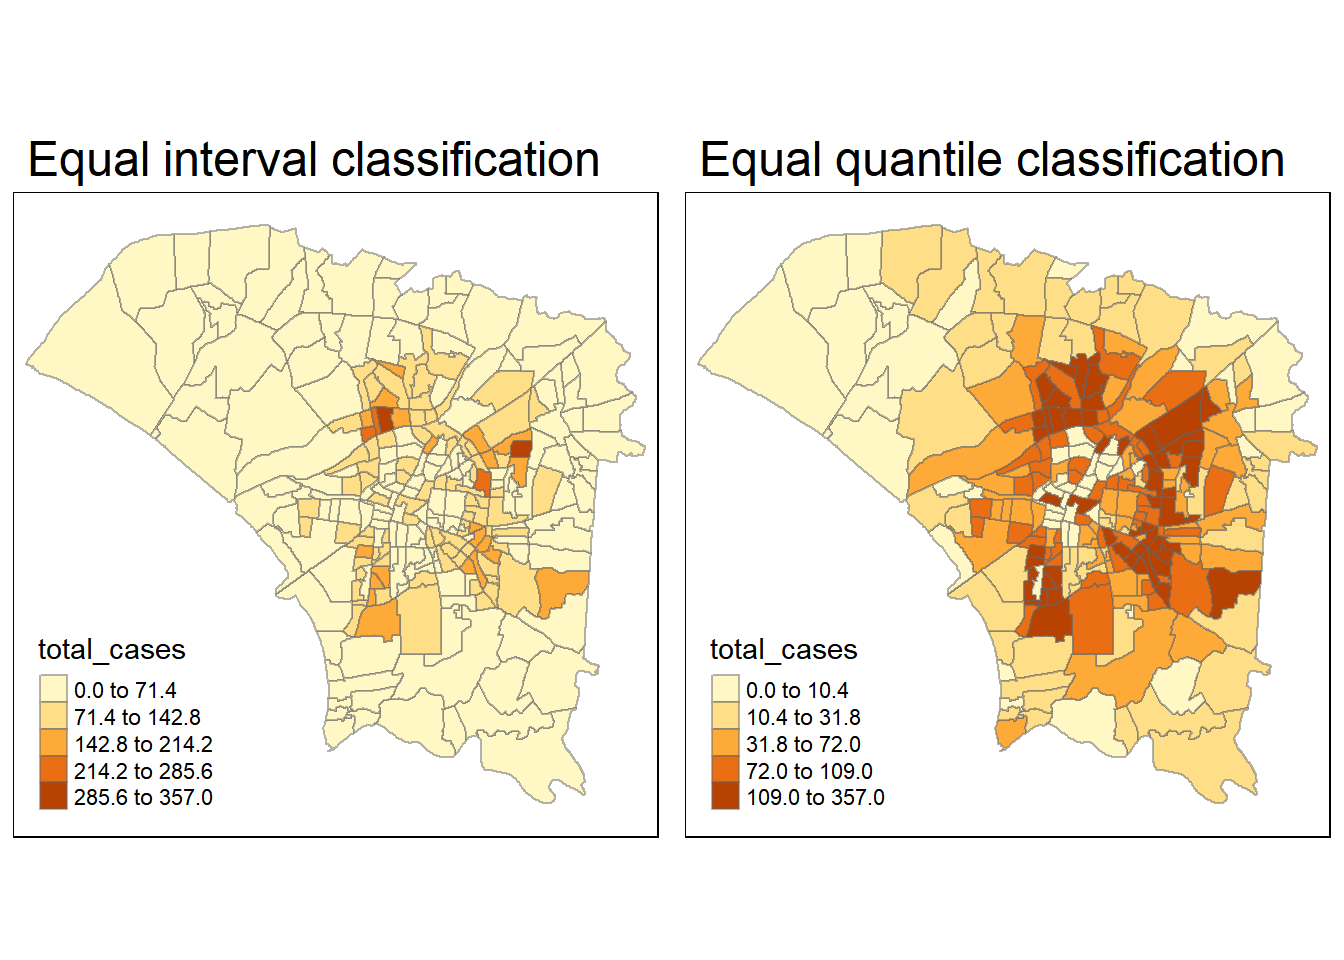 Equal interval classification
total_cases
0.0 to 71.4
71.4 to 142.8
142.8 to 214.2
214.2 to 285.6
285.6 to 357.0
Equal quantile classification
total_cases
0.0 to 10.4
10.4 to 31.8
31.8 to 72.0
72.0 to 109.0
109.0 to 357.0